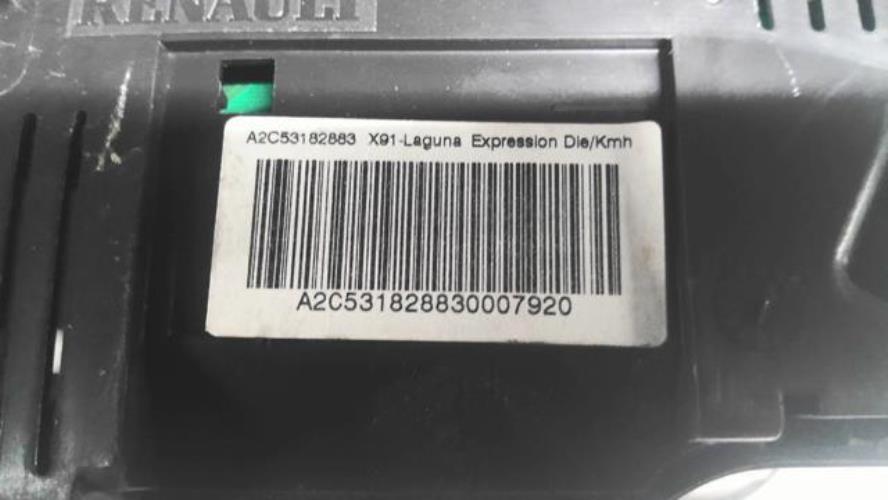 RENAULT
A2C53182883 X91-Laguna Expression Die/Kmh
A2C531828830007920